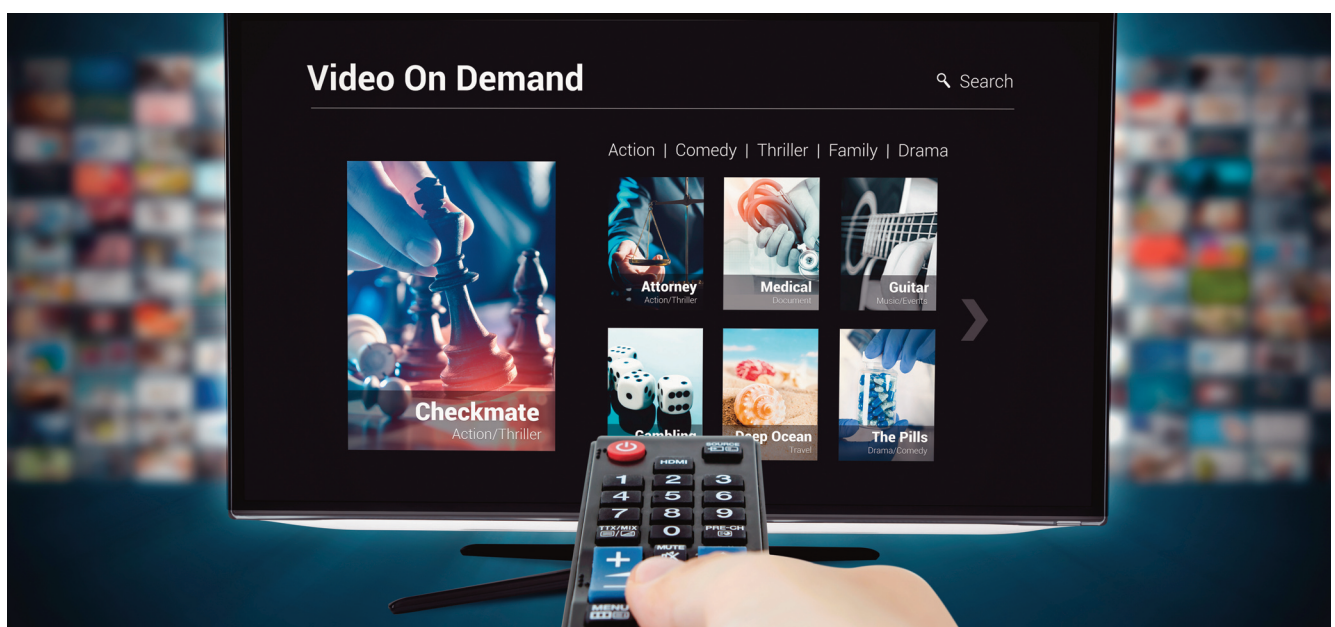 Video On Demand
Search
Action | Comedy | Thriller | Family | Drama
Checkmate
Action/Thriller
Attorney
Action/Thriller
Medical
Document
Guitar
Music/Events
Gambling
Deep Ocean
Travel
The Pills
Drama/Comedy
SOURCE
HDMI
1 2 3
4 5 6
7 8 9
TTX/MIX 0 PRE-CH
MUTE
+
MENU